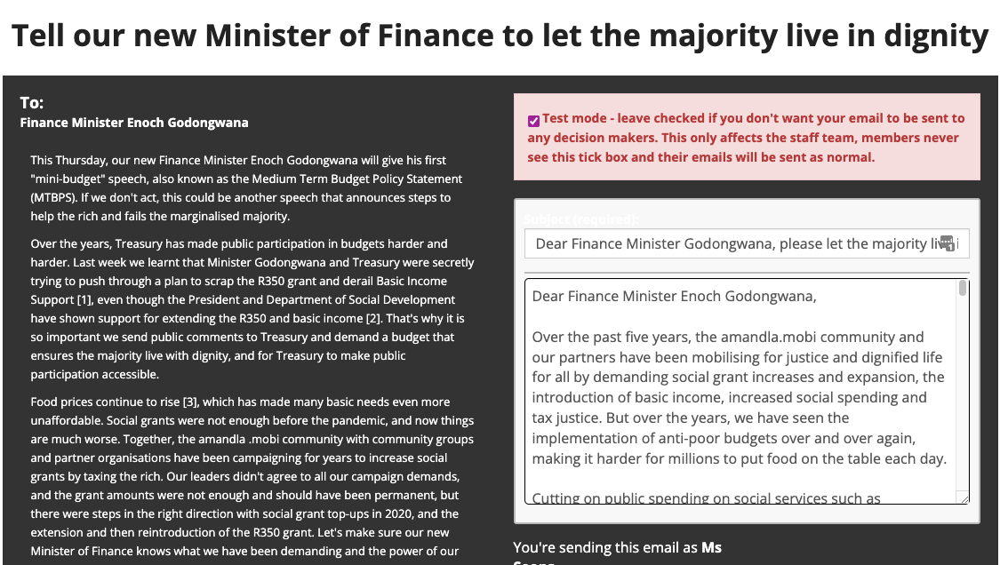 Tell our new Minister of Finance to let the majority live in dignity
To:
Finance Minister Enoch Godongwana
This Thursday, our new Finance Minister Enoch Godongwana will give his first
"mini-budget" speech, also known as the Medium Term Budget Policy Statement
(MTBPS). If we don't act, this could be another speech that announces steps to
help the rich and fails the marginalised majority.
Over the years, Treasury has made public participation in budgets harder and
harder. Last week we learnt that Minister Godongwana and Treasury were secretly
trying to push through a plan to scrap the R350 grant and derail Basic Income
Support [1], even though the President and Department of Social Development
have shown support for extending the R350 and basic income [2]. That's why it is
so important we send public comments to Treasury and demand a budget that
ensures the majority live with dignity, and for Treasury to make public
participation accessible.
Food prices continue to rise [3], which has made many basic needs even more
unaffordable. Social grants were not enough before the pandemic, and now things
are much worse. Together, the amandla .mobi community with community groups
and partner organisations have been campaigning for years to increase social
grants by taxing the rich. Our leaders didn't agree to all our campaign demands,
and the grant amounts were not enough and should have been permanent, but
there were steps in the right direction with social grant top-ups in 2020, and the
extension and then reintroduction of the R350 grant. Let's make sure our new
Minister of Finance knows what we have been demanding and the power of our
Test mode - leave checked if you don't want your email to be sent to
any decision makers. This only affects the staff team, members never
see this tick box and their emails will be sent as normal.
Subject (required):
Dear Finance Minister Godongwana, please let the majority
Dear Finance Minister Enoch Godongwana,
Over the past five years, the amandla.mobi community and
our partners have been mobilising for justice and dignified life
for all by demanding social grant increases and expansion, the
introduction of basic income, increased social spending and
tax justice. But over the years, we have seen the
implementation of anti-poor budgets over and over again,
making it harder for millions to put food on the table each day.
Cutting on public spending on social services such as
You're sending this email as Ms